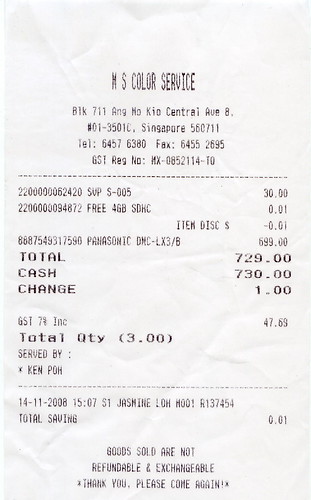 M S COLOR SERVICE
Blk 711 Ang Mo Kio Central Ave 8.
#01-3501C, Singapore 560711
Tel: 6457 6380 Fax: 6455 2695
GST Reg No: MX-0852114-T0
2200000062420 SVP S-005 30.00
2200000094872 FREE 4GB SDHC 0.01
ITEM DISC $ -0.01
8887549317590 PANASONIC DMC-LX3/B 699.00
TOTAL 729.00
CASH 730.00
CHANGE 1.00
GST 7% Inc 47.69
Total Qty (3.00)
SERVED BY :
* KEN POH
14-11-2008 15:07 S1 JASMINE LOH M001 R137454
TOTAL SAVING 0.01
GOODS SOLD ARE NOT
REFUNDABLE & EXCHANGEABLE
*THANK YOU, PLEASE COME AGAIN!*